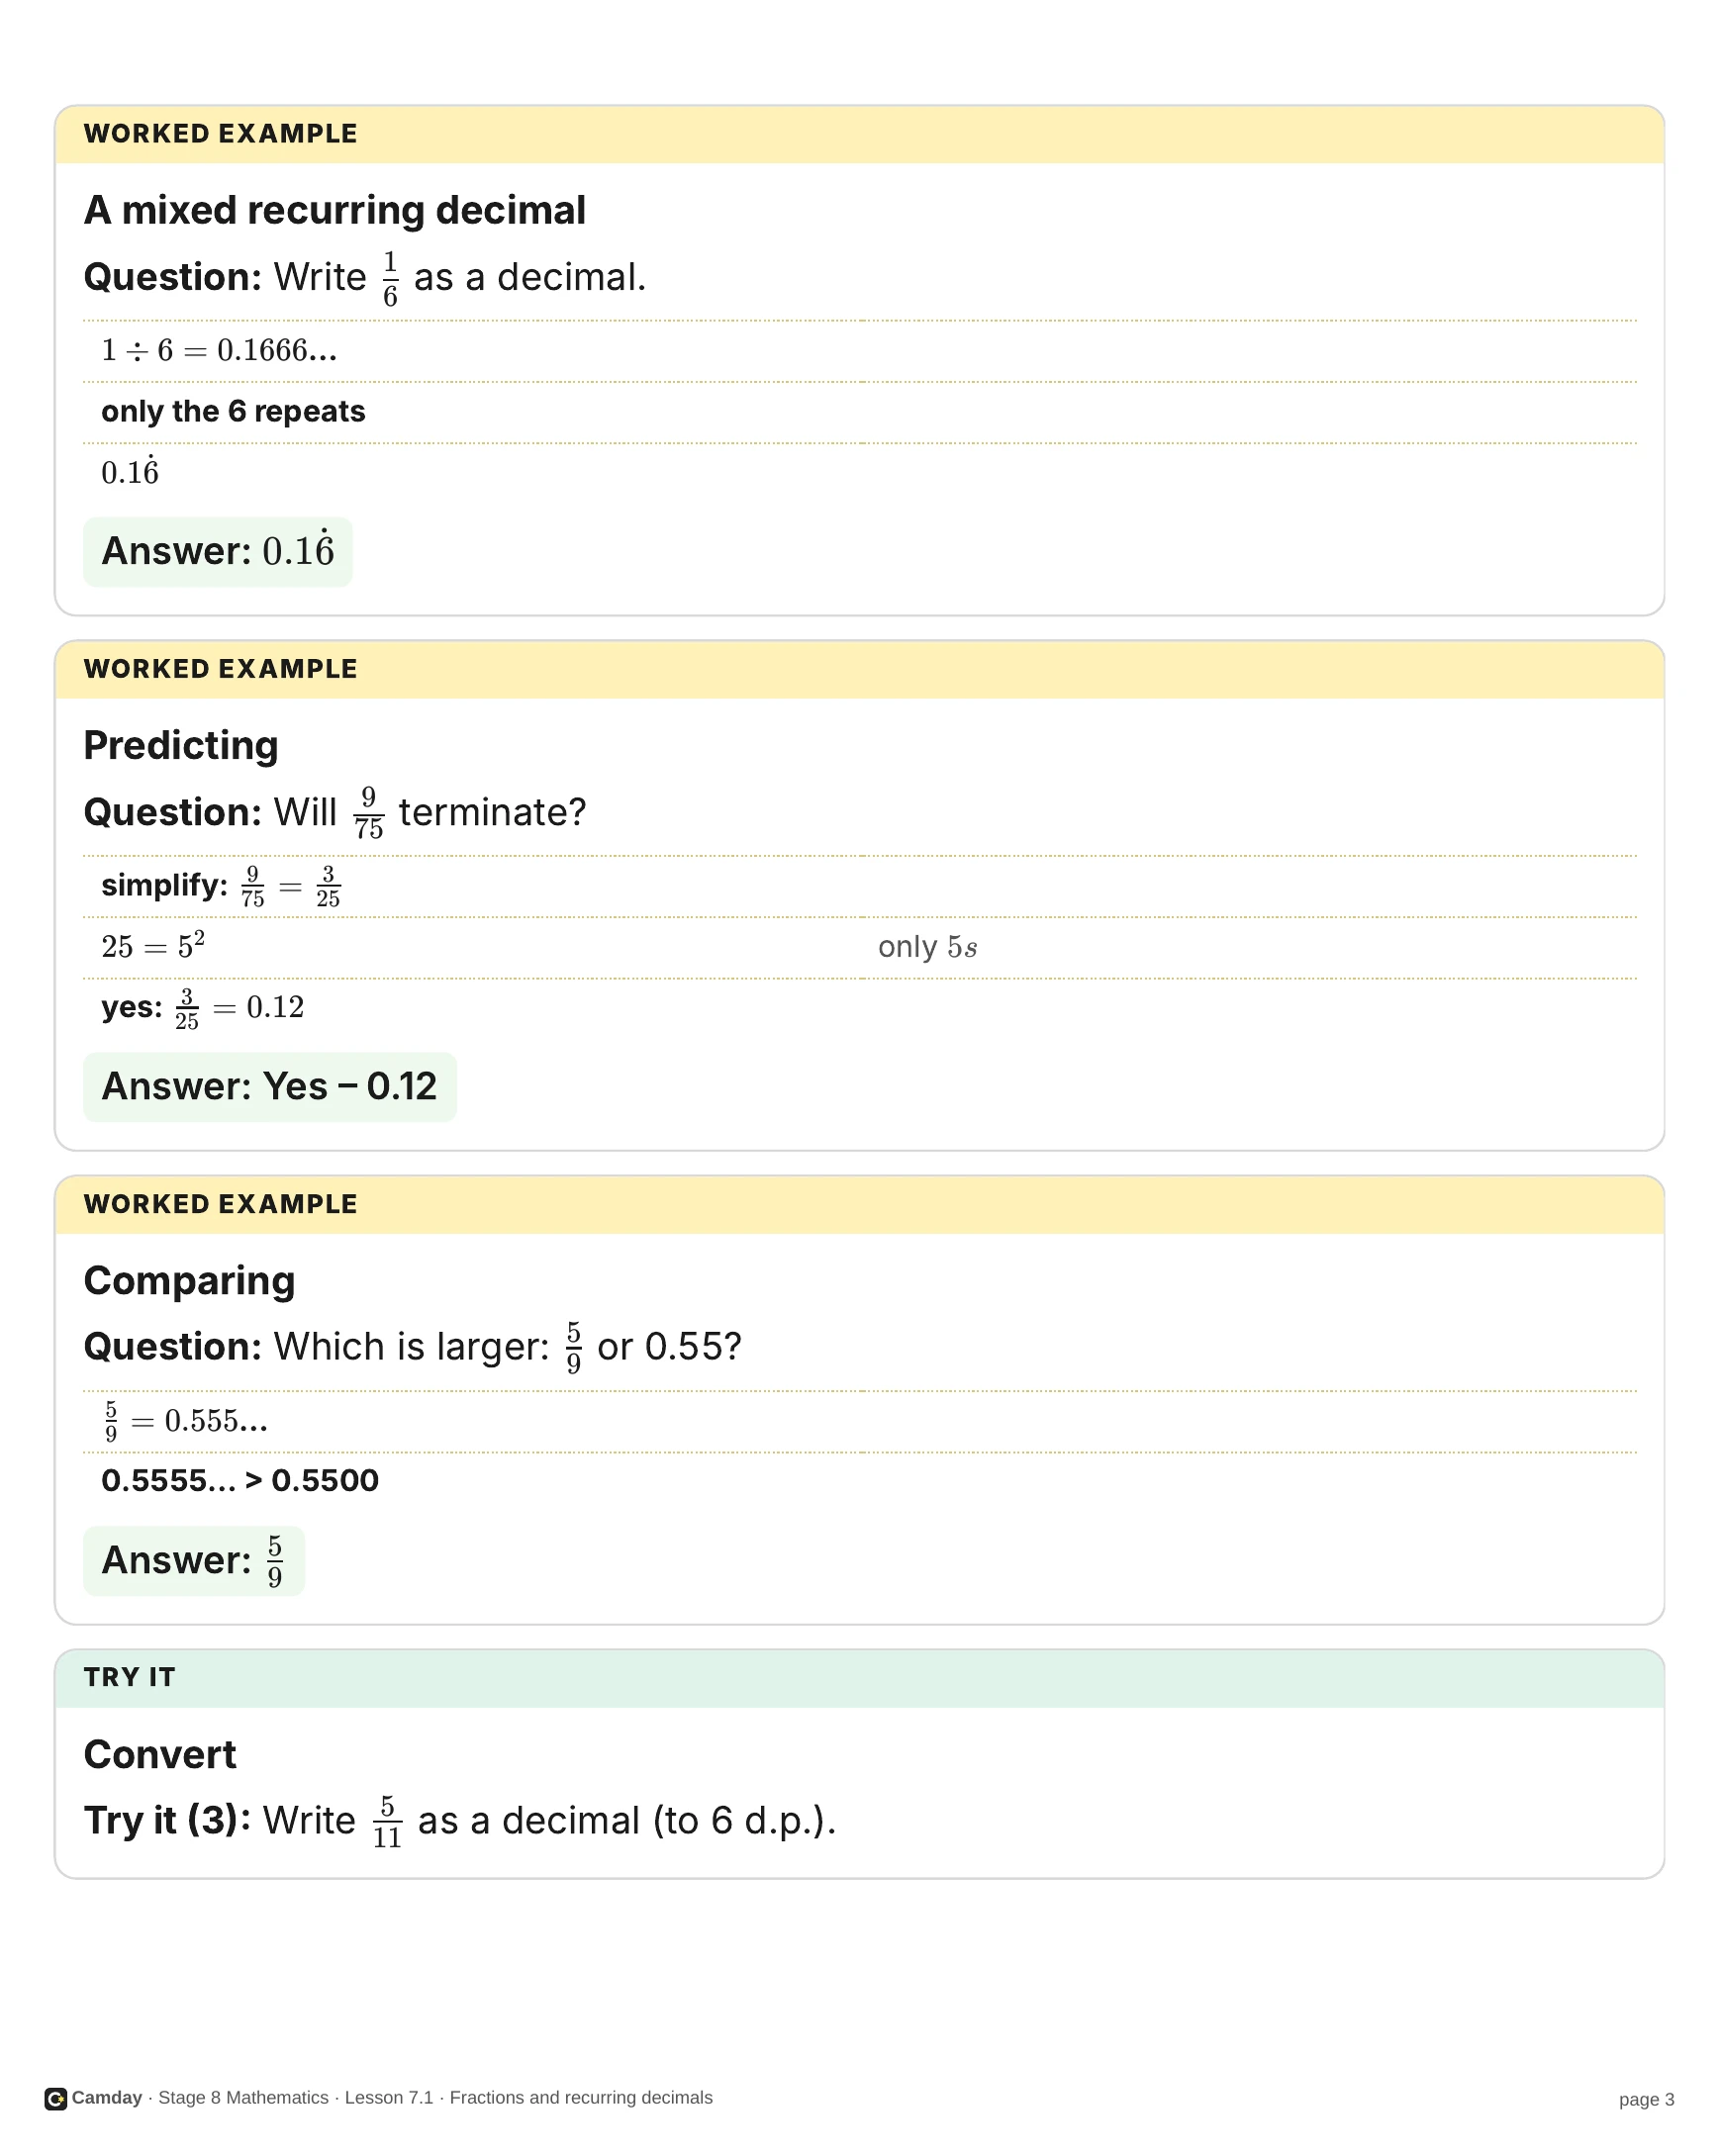 WORKED EXAMPLE
A mixed recurring decimal
Question: Write 1/6 as a decimal.
1 ÷ 6 = 0.1666...
only the 6 repeats
0.16̇
Answer: 0.16̇
WORKED EXAMPLE
Predicting
Question: Will 9/75 terminate?
simplify: 9/75 = 3/25
25 = 5² only 5s
yes: 3/25 = 0.12
Answer: Yes – 0.12
WORKED EXAMPLE
Comparing
Question: Which is larger: 5/9 or 0.55?
5/9 = 0.555...
0.5555... > 0.5500
Answer: 5/9
TRY IT
Convert
Try it (3): Write 5/11 as a decimal (to 6 d.p.).
Camday · Stage 8 Mathematics · Lesson 7.1 · Fractions and recurring decimals page 3